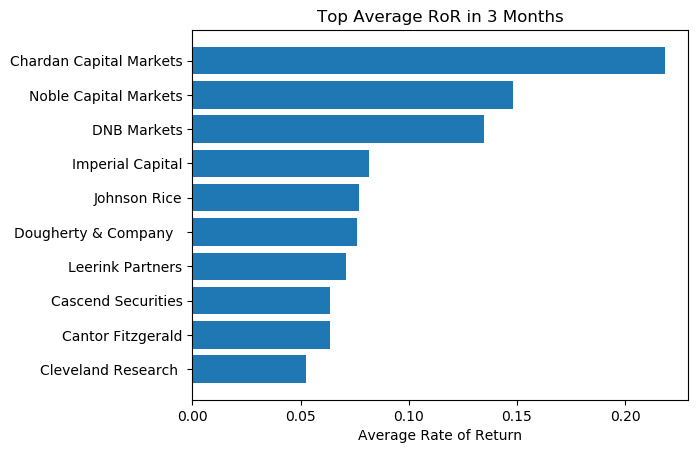 Top Average RoR in 3 Months
Chardan Capital Markets
Noble Capital Markets
DNB Markets
Imperial Capital
Johnson Rice
Dougherty & Company
Leerink Partners
Cascend Securities
Cantor Fitzgerald
Cleveland Research
0.00 0.05 0.10 0.15 0.20
Average Rate of Return